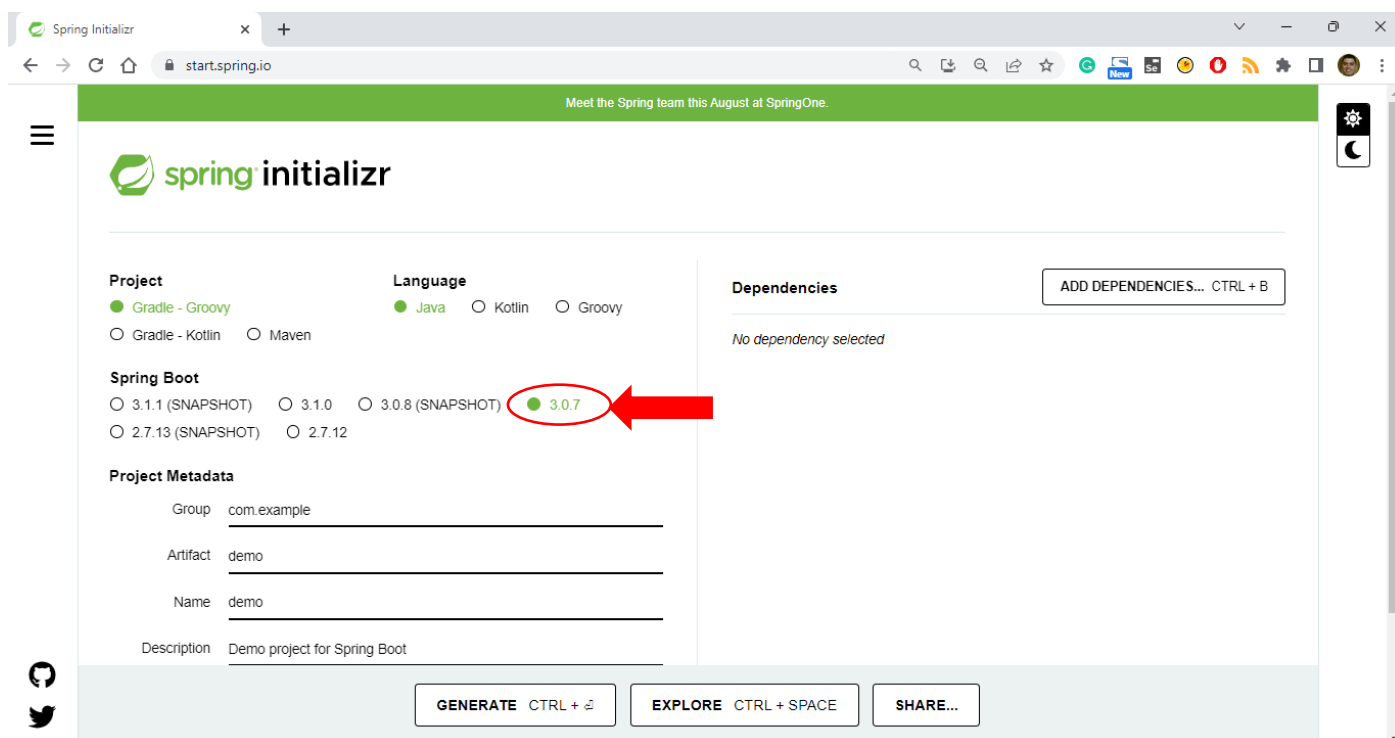 Spring Initializr
start.spring.io
Se
New
Meet the Spring team this August at SpringOne.
spring initializr
Project
Gradle - Groovy
Gradle - Kotlin Maven
Language
Java Kotlin Groovy
Spring Boot
3.1.1 (SNAPSHOT) 3.1.0 3.0.8 (SNAPSHOT) 3.0.7
2.7.13 (SNAPSHOT) 2.7.12
Project Metadata
Group com.example
Artifact demo
Name demo
Description Demo project for Spring Boot
Dependencies ADD DEPENDENCIES... CTRL + B
No dependency selected
GENERATE CTRL + ⏎ EXPLORE CTRL + SPACE SHARE...